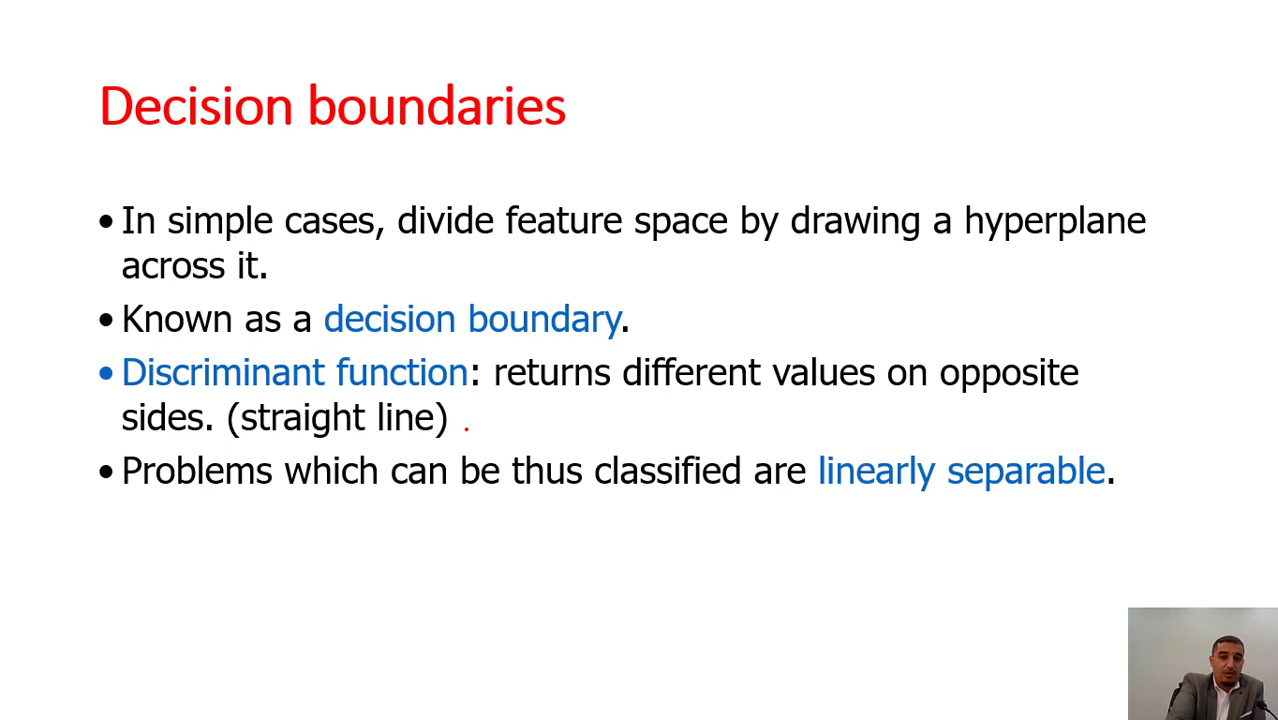 Decision boundaries
• In simple cases, divide feature space by drawing a hyperplane
across it.
• Known as a decision boundary.
• Discriminant function: returns different values on opposite
sides. (straight line)
• Problems which can be thus classified are linearly separable.